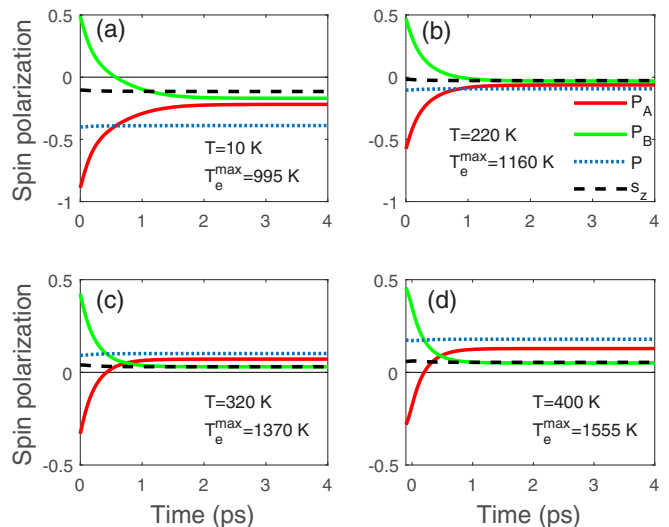 (a)
(b)
0.5
0
-0.5
-1
0 1 2 3 4
T=10 K
T_e^max=995 K
0.5
0
-0.5
-1
0 1 2 3 4
T=220 K
T_e^max=1160 K
P_A
P_B
P
s_z
Spin polarization
(c)
(d)
0.5
0
-0.5
0 1 2 3 4
T=320 K
T_e^max=1370 K
0.5
0
-0.5
0 1 2 3 4
T=400 K
T_e^max=1555 K
Spin polarization
Time (ps)
Time (ps)